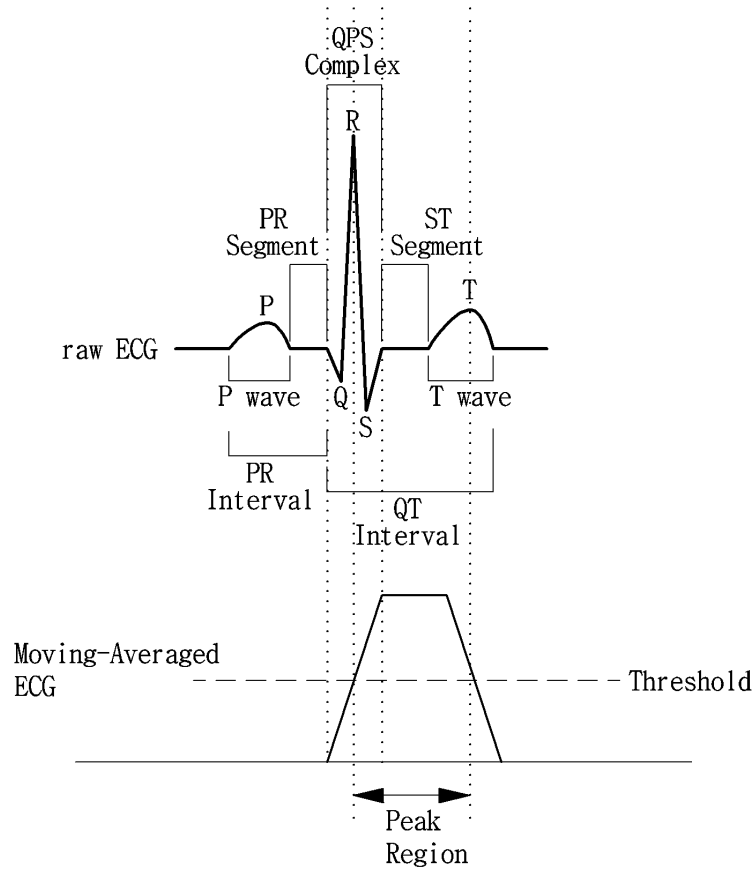 QPS
Complex
R
PR
Segment
ST
Segment
P
T
raw ECG
P wave
Q
T wave
S
PR
Interval
QT
Interval
Moving-Averaged
ECG
Threshold
Peak
Region